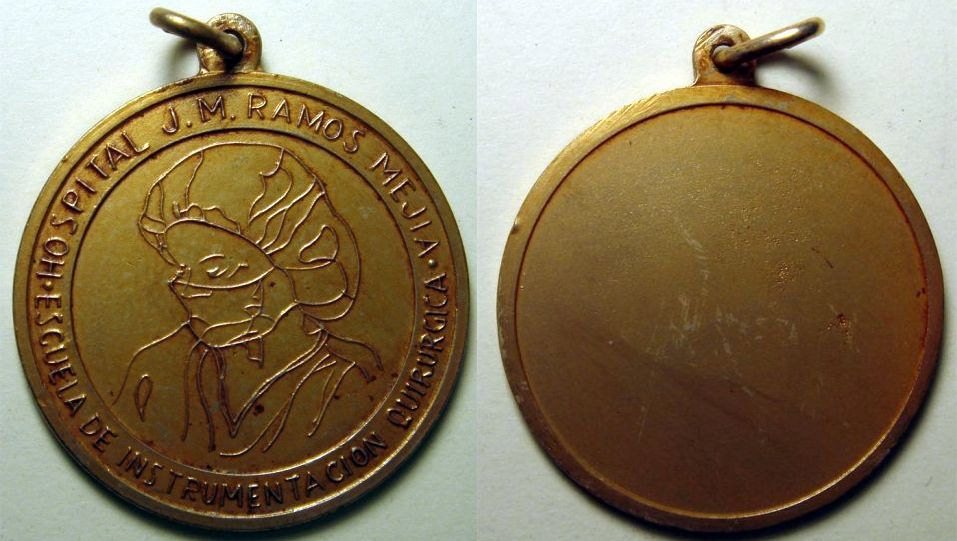 HOSPITAL J.M. RAMOS MEJIA
·ESCUELA DE INSTRUMENTACION QUIRURGICA·